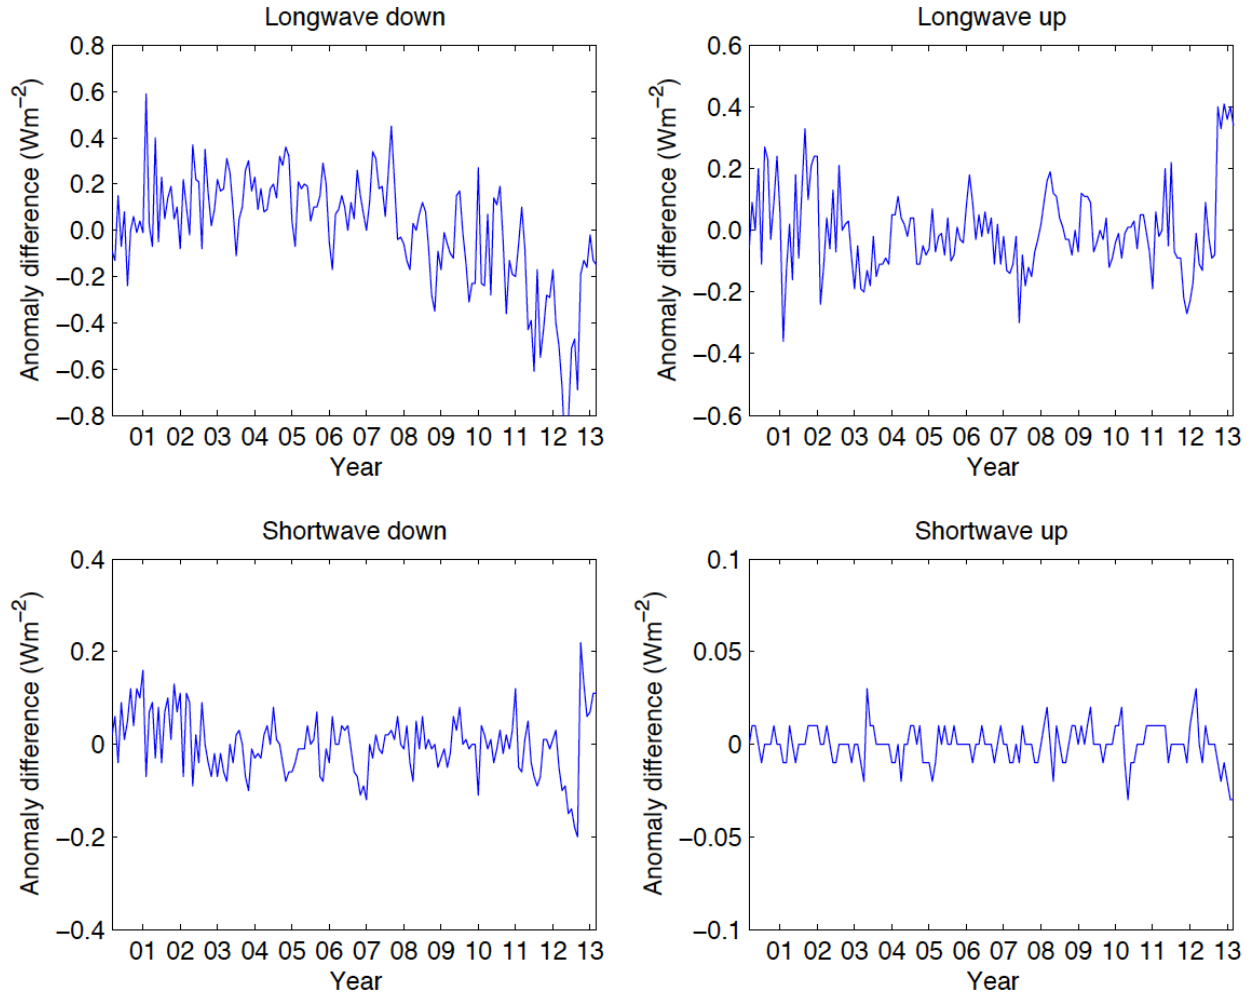 Longwave down
0.8
0.6
0.4
0.2
0.0
−0.2
−0.4
−0.6
−0.8
Anomaly difference (Wm−2)
01 02 03 04 05 06 07 08 09 10 11 12 13
Year
Longwave up
0.6
0.4
0.2
0.0
−0.2
−0.4
−0.6
Anomaly difference (Wm−2)
01 02 03 04 05 06 07 08 09 10 11 12 13
Year
Shortwave down
0.4
0.2
0
−0.2
−0.4
Anomaly difference (Wm−2)
01 02 03 04 05 06 07 08 09 10 11 12 13
Year
Shortwave up
0.1
0.05
0
−0.05
−0.1
Anomaly difference (Wm−2)
01 02 03 04 05 06 07 08 09 10 11 12 13
Year